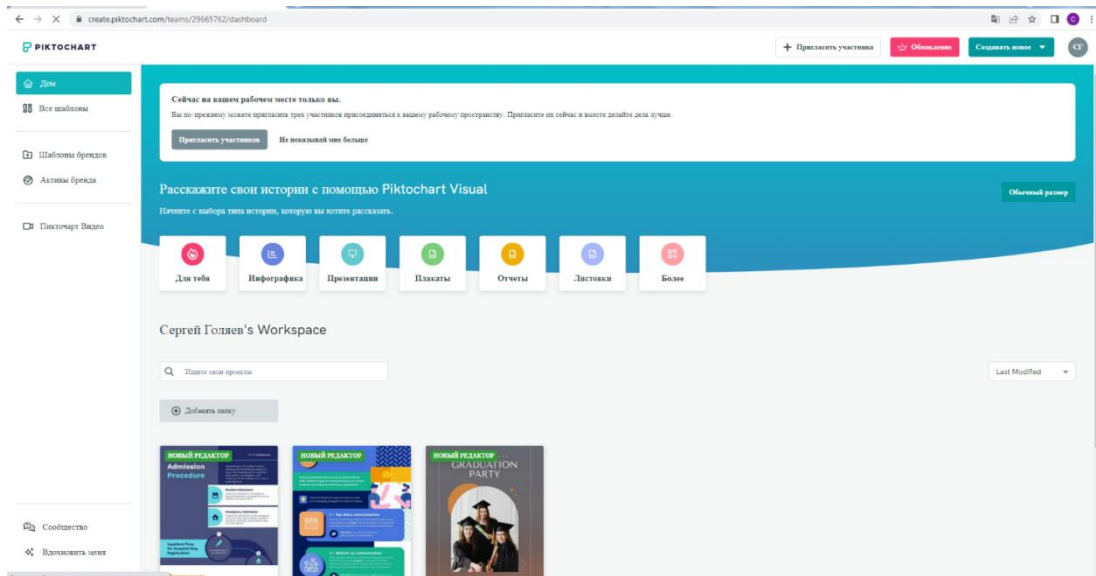 create.piktochart.com/teams/29665762/dashboard
PIKTOCHART
Пригласить участника
Обновление
Создавать новое
СГ
Дом
Все шаблоны
Шаблоны брендов
Активы бренда
Пикточарт Видео
Сообщество
Вдохновить меня
Сейчас на вашем рабочем месте только вы.
Вы по-прежнему можете пригласить трех участников присоединиться к вашему рабочему пространству. Пригласите их сейчас и вместе делайте дела лучше.
Пригласить участников
Не показывай мне больше
Расскажите свои истории с помощью Piktochart Visual
Обычный размер
Начните с выбора типа истории, которую вы хотите рассказать.
Для тебя
Инфографика
Презентации
Плакаты
Отчеты
Листовки
Более
Сергей Голяев's Workspace
Ищите свои проекты
Last Modified
Добавить папку
НОВЫЙ РЕДАКТОР
Admission
Procedure
НОВЫЙ РЕДАКТОР
НОВЫЙ РЕДАКТОР
GRADUATION
PARTY